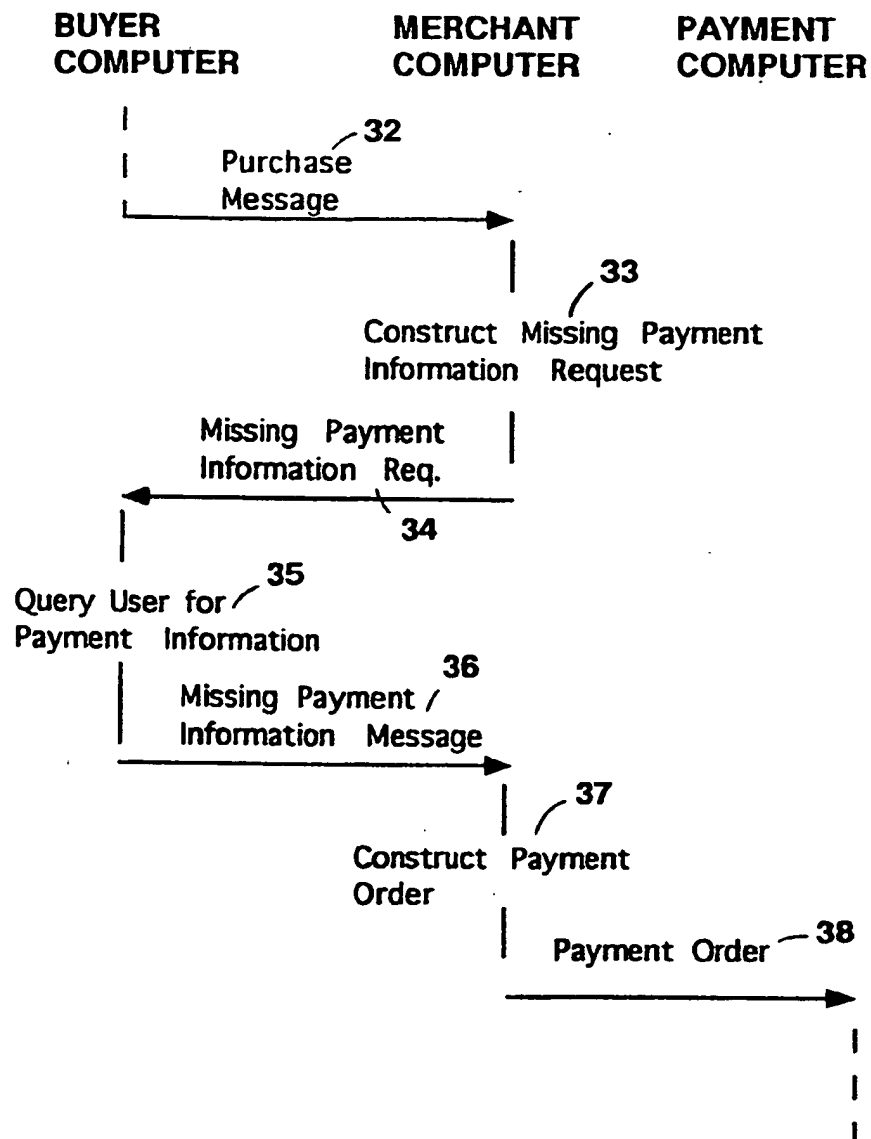 BUYER COMPUTER
MERCHANT COMPUTER
PAYMENT COMPUTER
32
Purchase
Message
33
Construct Missing Payment
Information Request
Missing Payment
Information Req.
34
35
Query User for
Payment Information
36
Missing Payment
Information Message
37
Construct Payment
Order
38
Payment Order